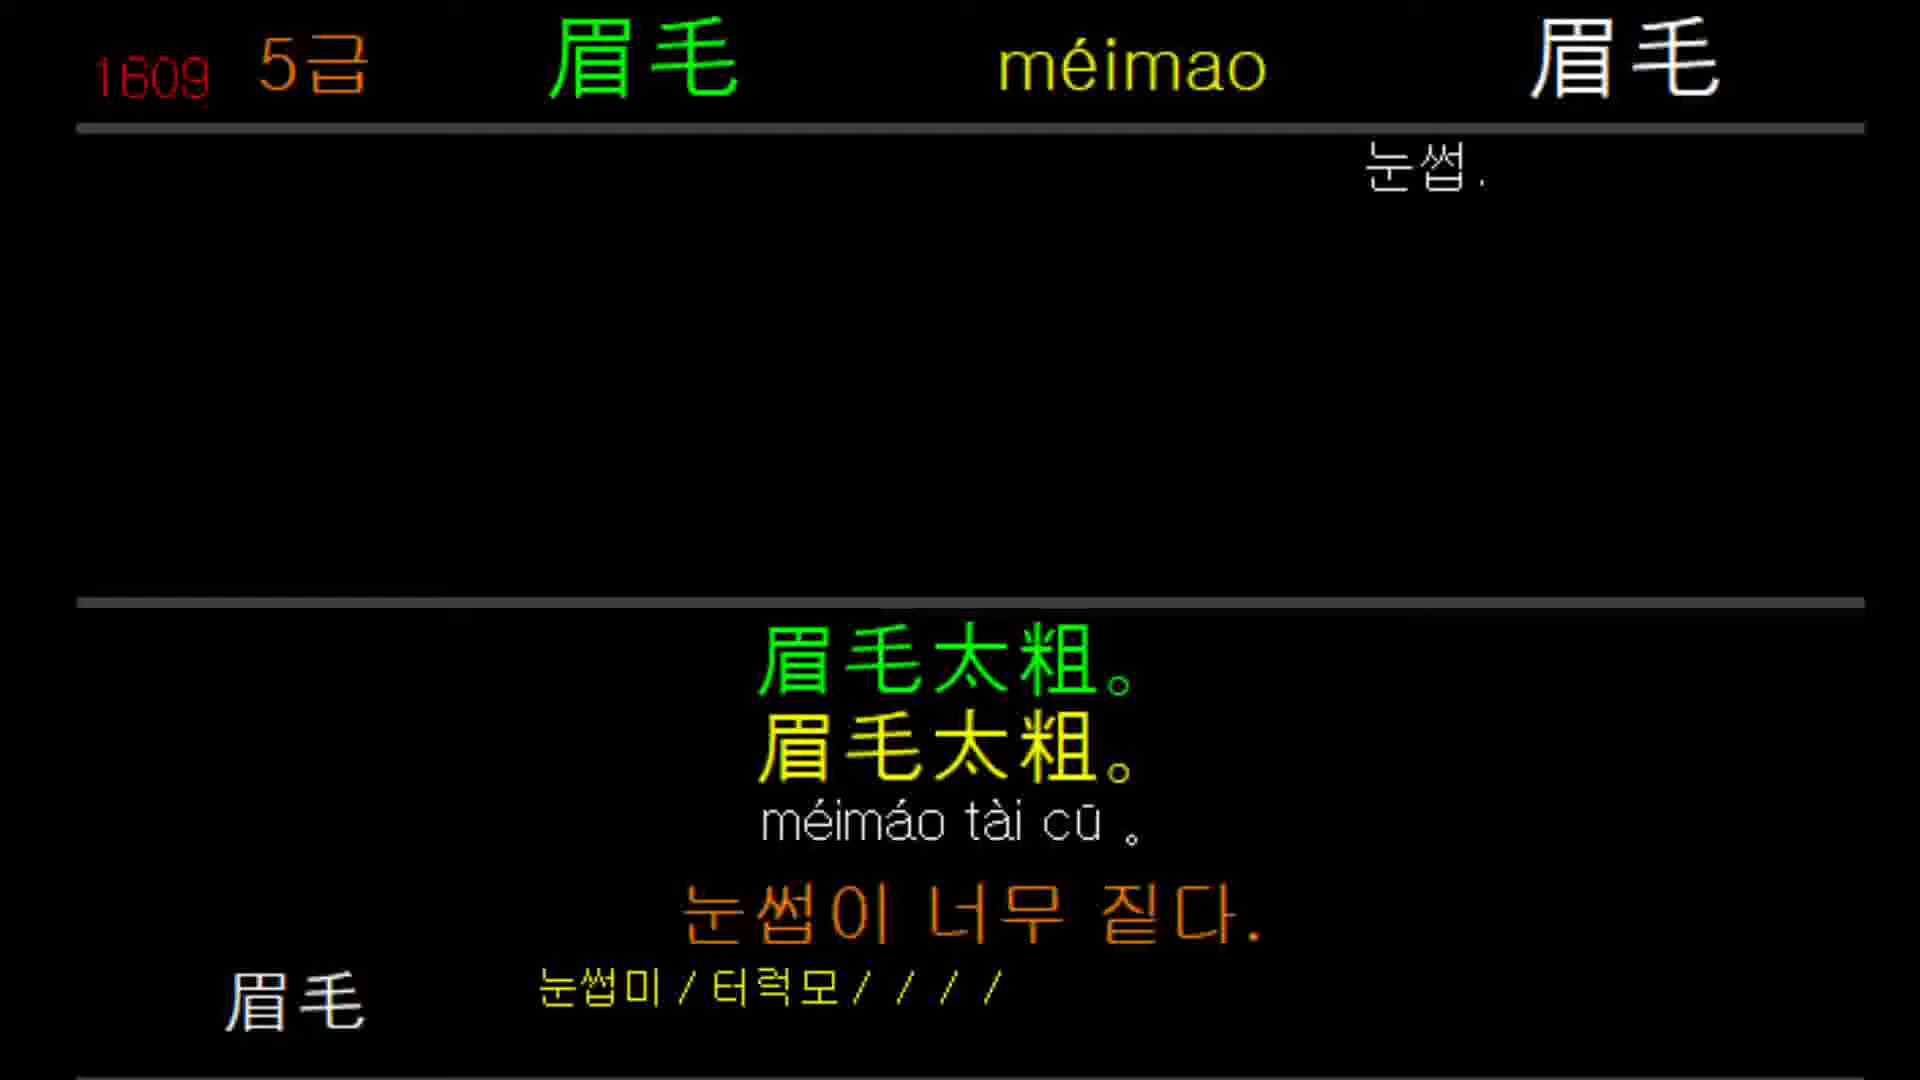 1609 5급 眉毛 méimao 眉毛
눈썹.
眉毛太粗。
眉毛太粗。
méimáo tài cū 。
눈썹이 너무 짙다.
眉毛 눈썹미 / 터럭모 / / / /